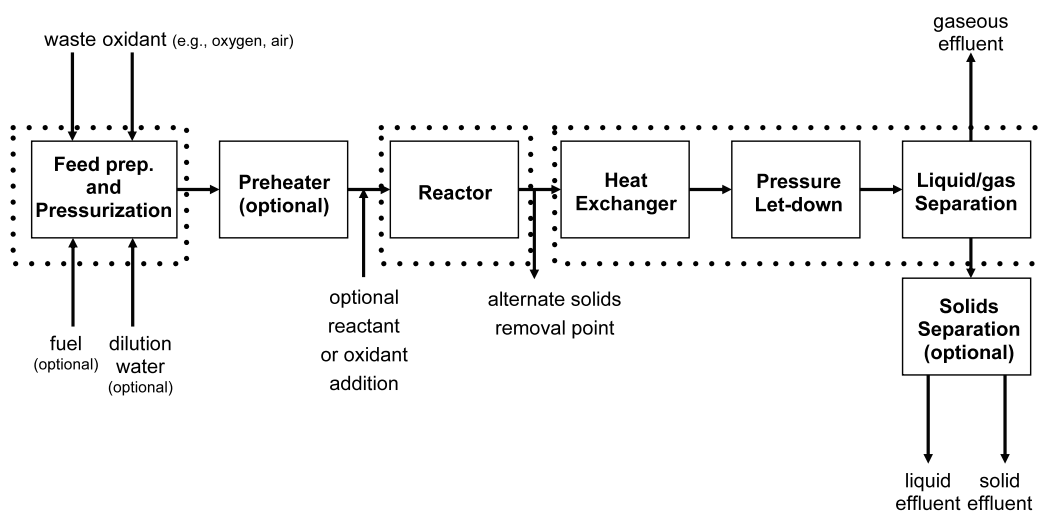 waste oxidant (e.g., oxygen, air)
gaseous
effluent
Feed prep.
and
Pressurization
Preheater
(optional)
Reactor
Heat
Exchanger
Pressure
Let-down
Liquid/gas
Separation
fuel
(optional)
dilution
water
(optional)
optional
reactant
or oxidant
addition
alternate solids
removal point
Solids
Separation
(optional)
liquid
effluent
solid
effluent